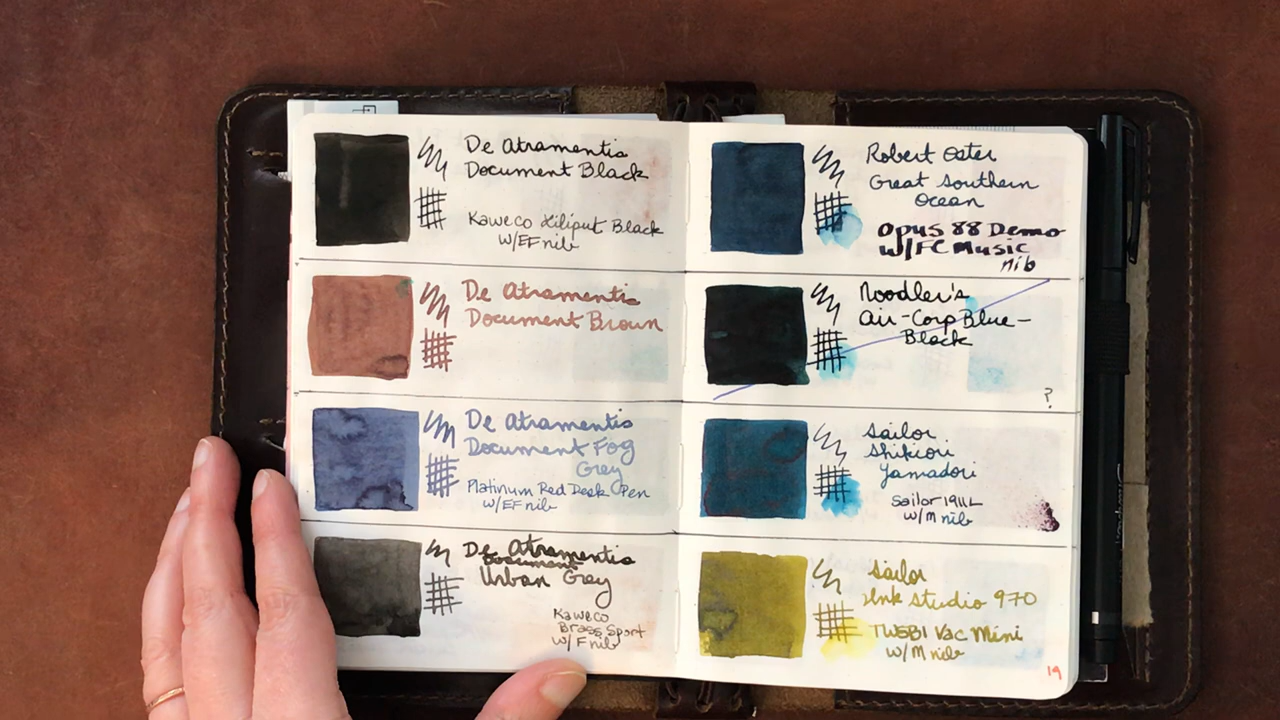 De Atramentis
Document Black
Kaweco Liliput Black
w/EF nib
De Atramentis
Document Brown
De Atramentis
Document Fog
Grey
Platinum Red Desk Pen
w/EF nib
De Atramentis
Document
Urban Grey
Kaweco
Brass Sport
w/F nib
Robert Oster
Great Southern
Ocean
Opus 88 Demo
w/FC Music
nib
Noodler's
Air-Corp Blue-
Black
?
Sailor
Shikiori
Yamadori
Sailor 1911L
w/M nib
Sailor
Ink Studio 970
TWSBI Vac Mini
w/M nib
19